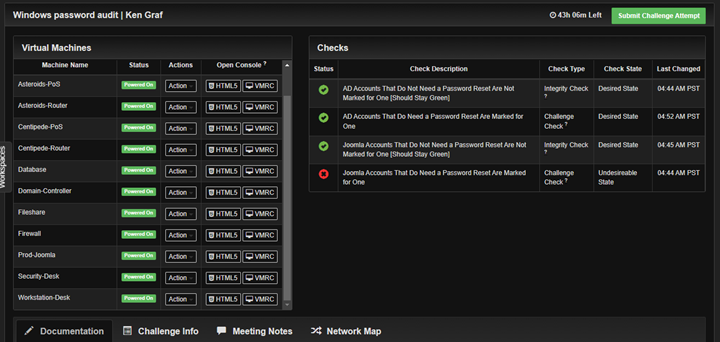 Windows password audit | Ken Graf
43h 06m Left
Submit Challenge Attempt
Virtual Machines
Machine Name Status Actions Open Console ?
Asteroids-PoS Powered On Action HTML5 VMRC
Asteroids-Router Powered On Action HTML5 VMRC
Centipede-PoS Powered On Action HTML5 VMRC
Centipede-Router Powered On Action HTML5 VMRC
Database Powered On Action HTML5 VMRC
Domain-Controller Powered On Action HTML5 VMRC
Fileshare Powered On Action HTML5 VMRC
Firewall Powered On Action HTML5 VMRC
Prod-Joomla Powered On Action HTML5 VMRC
Security-Desk Powered On Action HTML5 VMRC
Workstation-Desk Powered On Action HTML5 VMRC
Workspaces
Checks
Status Check Description Check Type Check State Last Changed
AD Accounts That Do Not Need a Password Reset Are Not Integrity Check Desired State 04:44 AM PST
Marked for One [Should Stay Green] ?
AD Accounts That Do Need a Password Reset Are Marked for Challenge Desired State 04:52 AM PST
One Check ?
Joomla Accounts That Do Not Need a Password Reset Are Integrity Check Desired State 04:45 AM PST
Not Marked for One [Should Stay Green] ?
Joomla Accounts That Do Need a Password Reset Are Marked Challenge Undesireable 04:44 AM PST
for One Check ? State
Documentation Challenge Info Meeting Notes Network Map